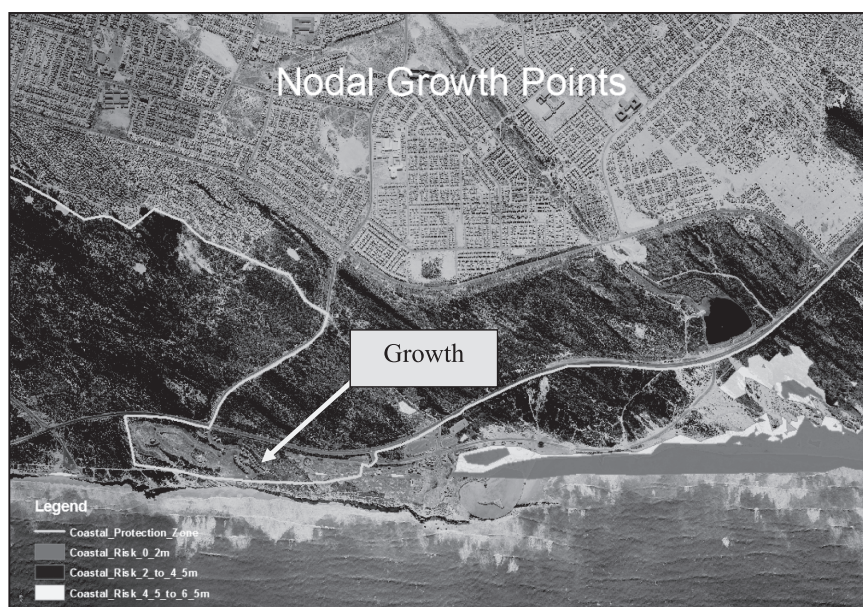 Nodal Growth Points
Growth
Legend
Coastal_Protection_Zone
Coastal_Risk_0_2m
Coastal_Risk_2_to_4_5m
Coastal_Risk_4_5_to_6_5m